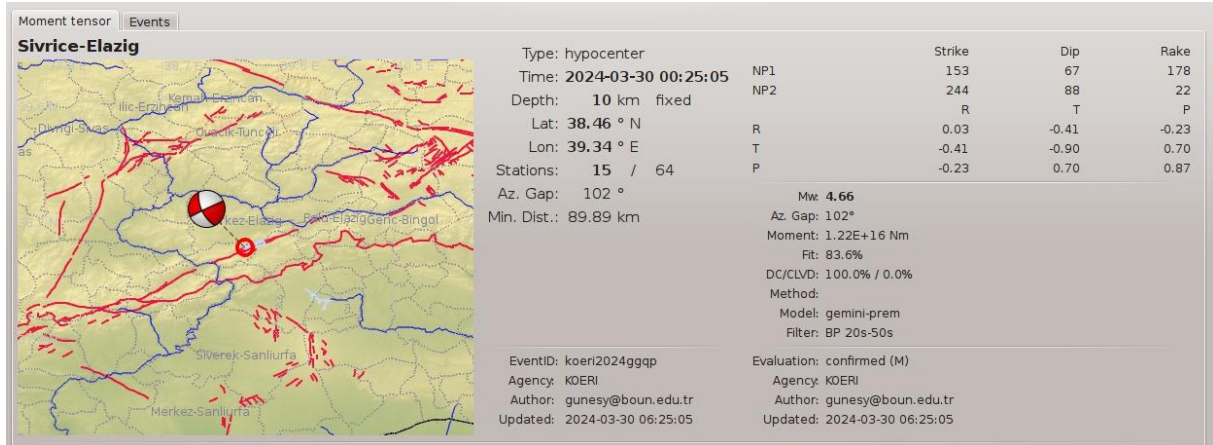 Moment tensor Events
Sivrice-Elazig
Kemah-Erzincan
Ilic-Erzincan
Divrigi-Sivas
Ovacik-Tunceli
as
kez-Elazig
Palu-Elazig
Genc-Bingol
Siverek-Sanliurfa
Merkez-Sanliurfa
Type: hypocenter
Time: 2024-03-30 00:25:05
Depth: 10 km fixed
Lat: 38.46 ° N
Lon: 39.34 ° E
Stations: 15 / 64
Az. Gap: 102 °
Min. Dist.: 89.89 km
EventID: koeri2024ggqp
Agency: KOERI
Author: gunesy@boun.edu.tr
Updated: 2024-03-30 06:25:05
Strike Dip Rake
NP1 153 67 178
NP2 244 88 22
R T P
R 0.03 -0.41 -0.23
T -0.41 -0.90 0.70
P -0.23 0.70 0.87
Mw: 4.66
Az. Gap: 102°
Moment: 1.22E+16 Nm
Fit: 83.6%
DC/CLVD: 100.0% / 0.0%
Method:
Model: gemini-prem
Filter: BP 20s-50s
Evaluation: confirmed (M)
Agency: KOERI
Author: gunesy@boun.edu.tr
Updated: 2024-03-30 06:25:05